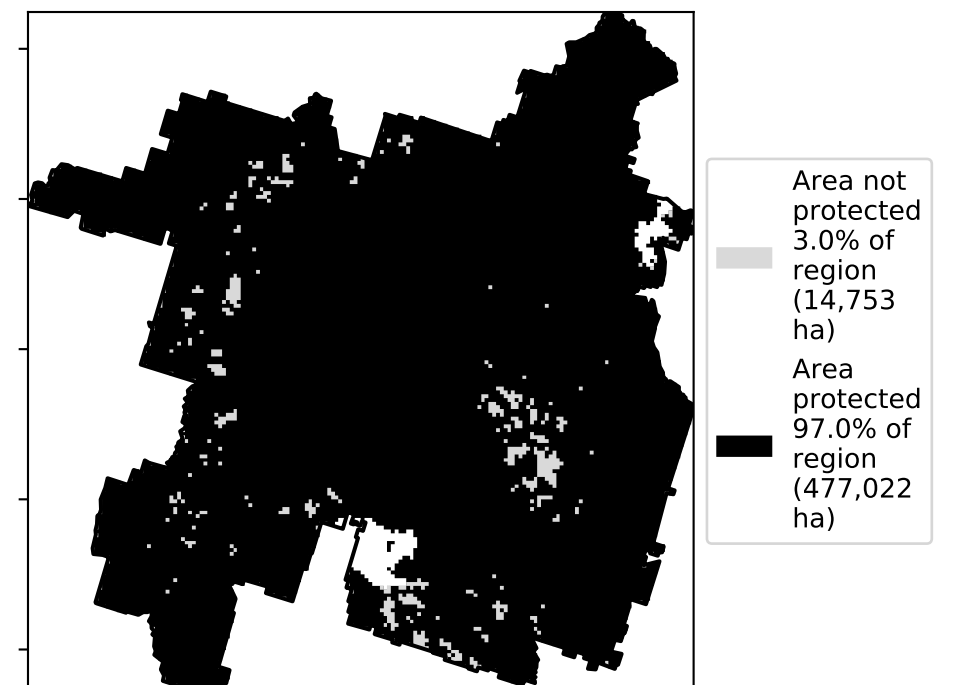 Area not
protected
3.0% of
region
(14,753
ha)
Area
protected
97.0% of
region
(477,022
ha)